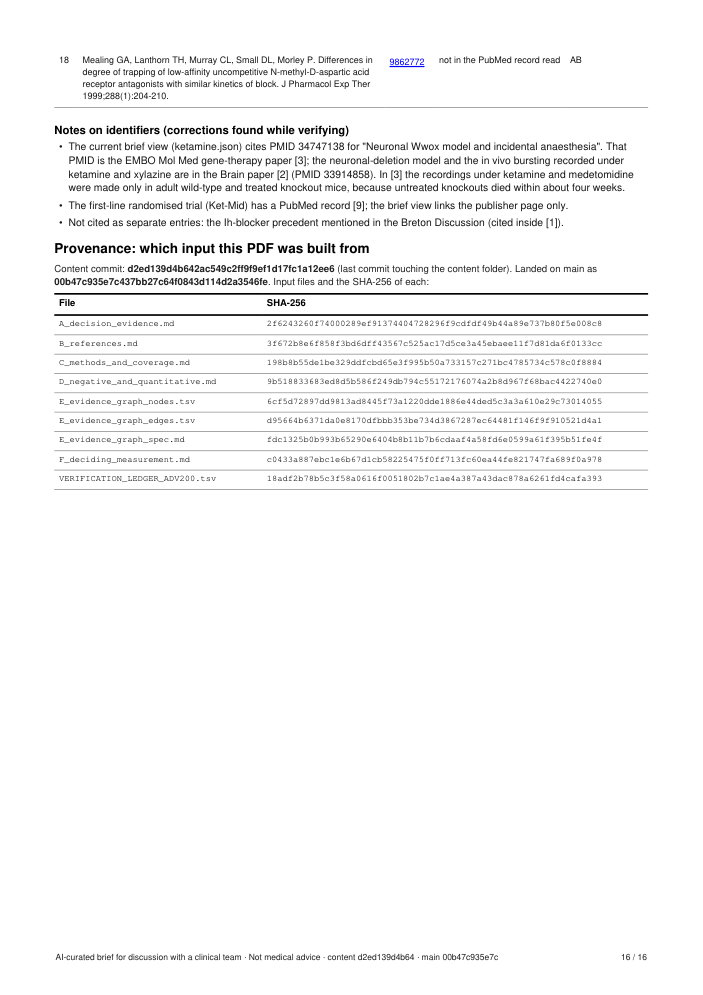 18 Mealing GA, Lanthorn TH, Murray CL, Small DL, Morley P. Differences in 9862772 not in the PubMed record read AB
degree of trapping of low-affinity uncompetitive N-methyl-D-aspartic acid
receptor antagonists with similar kinetics of block. J Pharmacol Exp Ther
1999;288(1):204-210.
Notes on identifiers (corrections found while verifying)
• The current brief view (ketamine.json) cites PMID 34747138 for "Neuronal Wwox model and incidental anaesthesia". That
PMID is the EMBO Mol Med gene-therapy paper [3]; the neuronal-deletion model and the in vivo bursting recorded under
ketamine and xylazine are in the Brain paper [2] (PMID 33914858). In [3] the recordings under ketamine and medetomidine
were made only in adult wild-type and treated knockout mice, because untreated knockouts died within about four weeks.
• The first-line randomised trial (Ket-Mid) has a PubMed record [9]; the brief view links the publisher page only.
• Not cited as separate entries: the Ih-blocker precedent mentioned in the Breton Discussion (cited inside [1]).
Provenance: which input this PDF was built from
Content commit: d2ed139d4b642ac549c2ff9f9ef1d17fc1a12ee6 (last commit touching the content folder). Landed on main as
00b47c935e7c437bb27c64f0843d114d2a3546fe. Input files and the SHA-256 of each:
File SHA-256
A_decision_evidence.md 2f6243260f74000289ef91374404728296f9cdfdf49b44a89e737b80f5e008c8
B_references.md 3f672b8e6f858f3bd6dff43567c525ac17d5ce3a45ebaee11f7d81da6f0133cc
C_methods_and_coverage.md 198b8b55de1be329ddfcbd65e3f995b50a733157c271bc4785734c578c0f8884
D_negative_and_quantitative.md 9b518833683ed8d5b586f249db794c55172176074a2b8d967f68bac4422740e0
E_evidence_graph_nodes.tsv 6cf5d72897dd9813ad8445f73a1220dde1886e44ded5c3a3a610e29c73014055
E_evidence_graph_edges.tsv d95664b6371da0e8170dfbbb353be734d3867287ec64481f146f9f910521d4a1
E_evidence_graph_spec.md fdc1325b0b993b65290e6404b8b11b7b6cdaaf4a58fd6e0599a61f395b51fe4f
F_deciding_measurement.md c0433a887ebc1e6b67d1cb58225475f0ff713fc60ea44fe821747fa689f0a978
VERIFICATION_LEDGER_ADV200.tsv 18adf2b78b5c3f58a0616f0051802b7c1ae4a387a43dac878a6261fd4cafa393
AI-curated brief for discussion with a clinical team · Not medical advice · content d2ed139d4b64 · main 00b47c935e7c 16 / 16